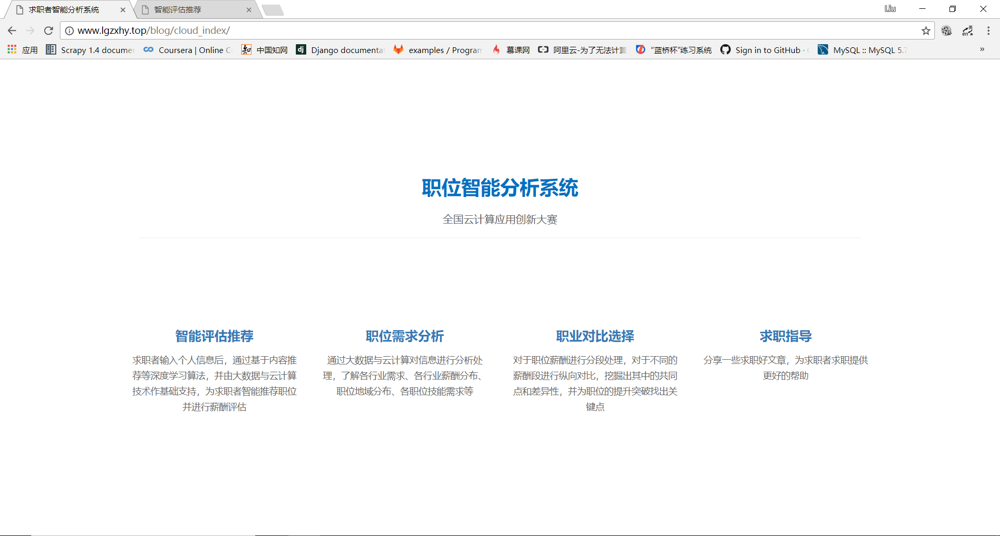 求职者智能分析系统
智能评估推荐
Liu
www.lgzxhy.top/blog/cloud_index/
应用
Scrapy 1.4 documen
Coursera | Online C
中国知网
Django documenta
examples / Program
慕课网
阿里云-为了无法计算
“蓝桥杯”练习系统
Sign in to GitHub ·
MySQL :: MySQL 5.7
»
职位智能分析系统
全国云计算应用创新大赛
智能评估推荐
求职者输入个人信息后，通过基于内容推
荐等深度学习算法，并由大数据与云计算
技术作基础支持，为求职者智能推荐职位
并进行薪酬评估
职位需求分析
通过大数据与云计算对信息进行分析处
理，了解各行业需求、各行业薪酬分布、
职位地域分布、各职位技能需求等
职业对比选择
对于职位薪酬进行分段处理，对于不同的
薪酬段进行纵向对比，挖掘出其中的共同
点和差异性，并为职位的提升突破找出关
键点
求职指导
分享一些求职好文章，为求职者求职提供
更好的帮助